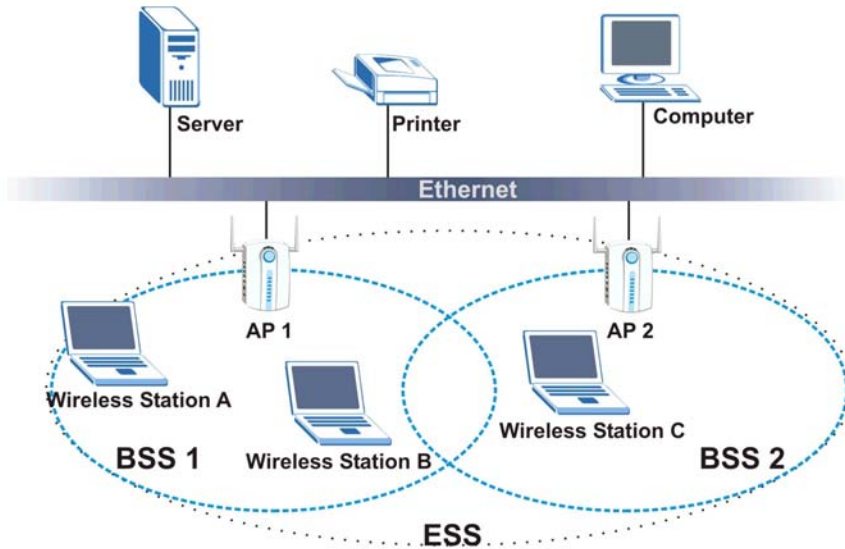 Server
Printer
Computer
Ethernet
AP 1
AP 2
Wireless Station A
Wireless Station B
Wireless Station C
BSS 1
BSS 2
ESS